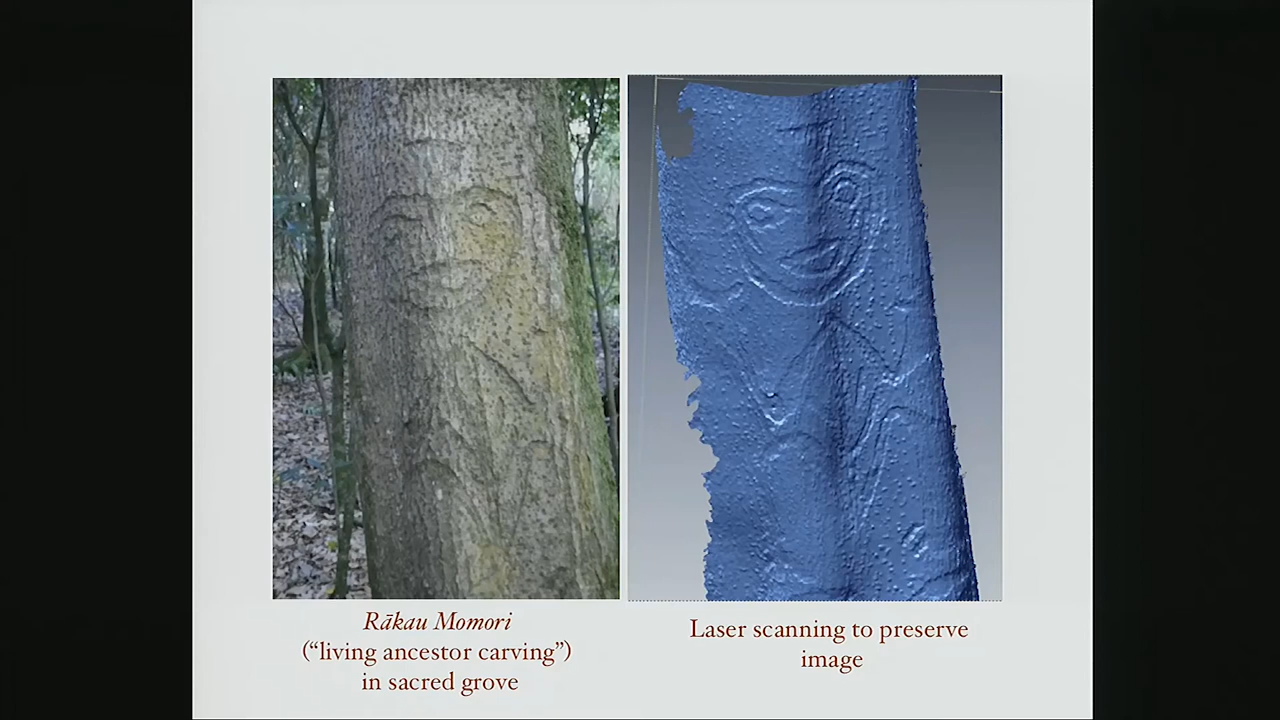 Rākau Momori
(“living ancestor carving”)
in sacred grove
Laser scanning to preserve
image